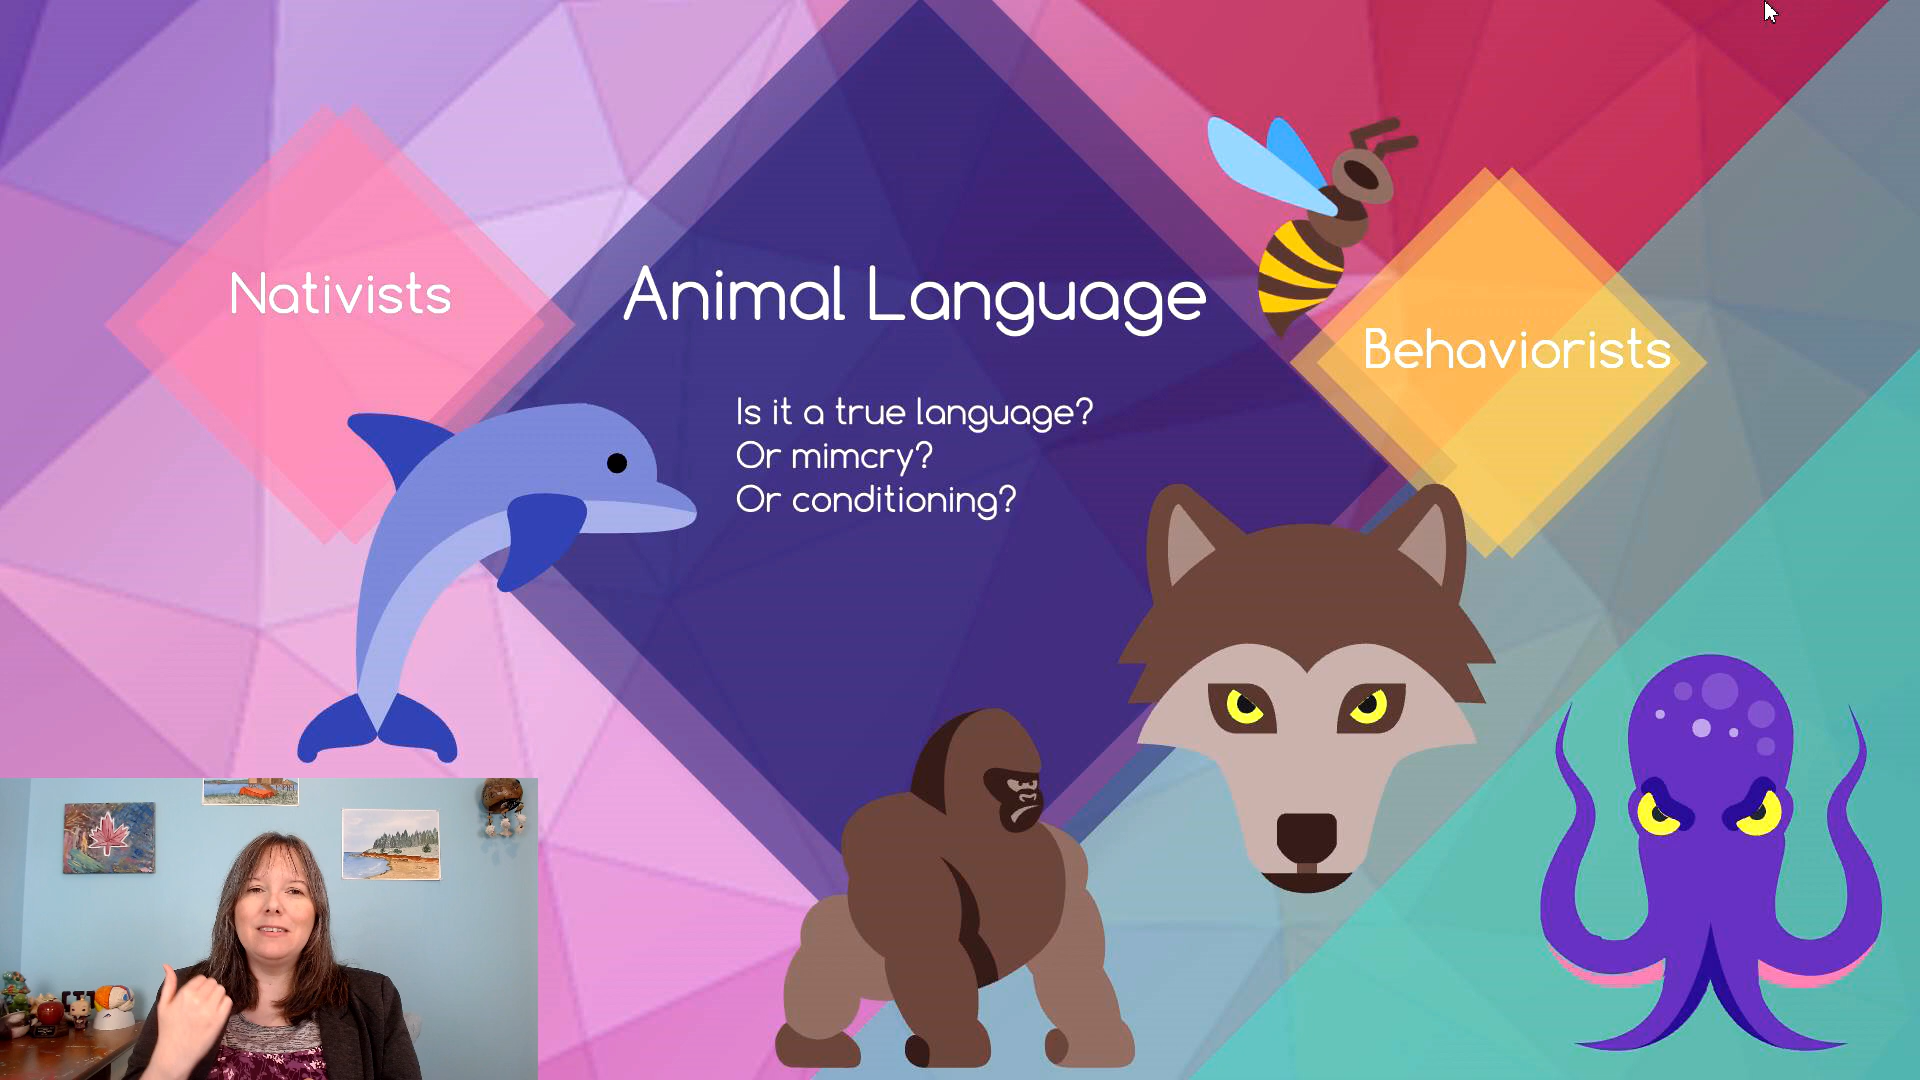 Nativists
Animal Language
Behaviorists
Is it a true language?
Or mimcry?
Or conditioning?